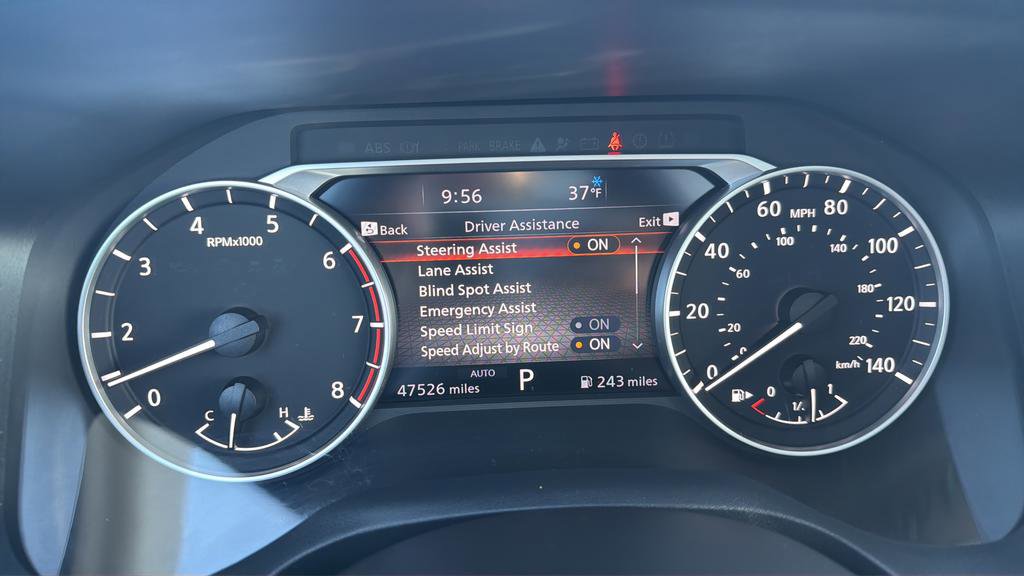 ABS
PARK BRAKE
9:56 37°F
Back Driver Assistance Exit
Steering Assist ON
Lane Assist
Blind Spot Assist
Emergency Assist
Speed Limit Sign ON
Speed Adjust by Route ON
AUTO
47526 miles P 243 miles
0 2 3 4 5 6 7 8
RPMx1000
C H
0 20 40 60 MPH 80 100 120 140
0 20 60 100 140 180 220
km/h
0 1/2 1